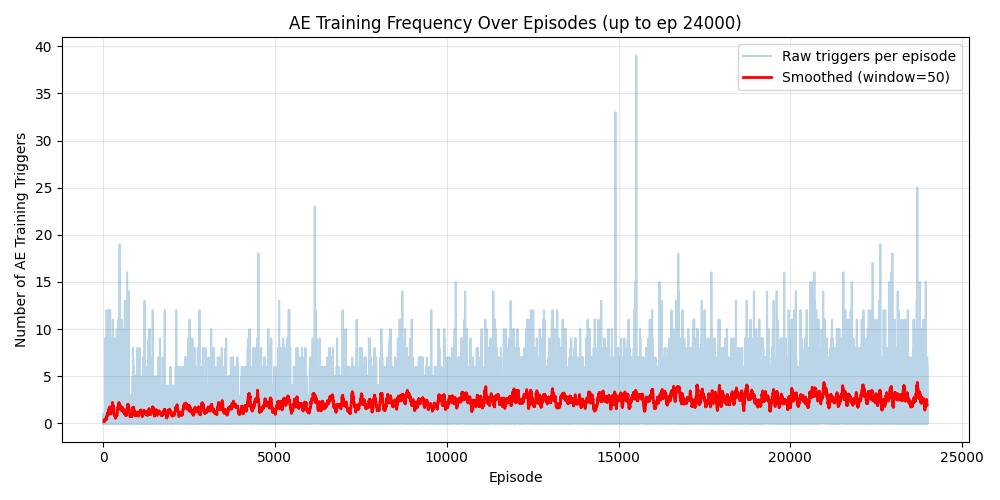 AE Training Frequency Over Episodes (up to ep 24000)
Raw triggers per episode
Smoothed (window=50)
Number of AE Training Triggers
40
35
30
25
20
15
10
5
0
0 5000 10000 15000 20000 25000
Episode